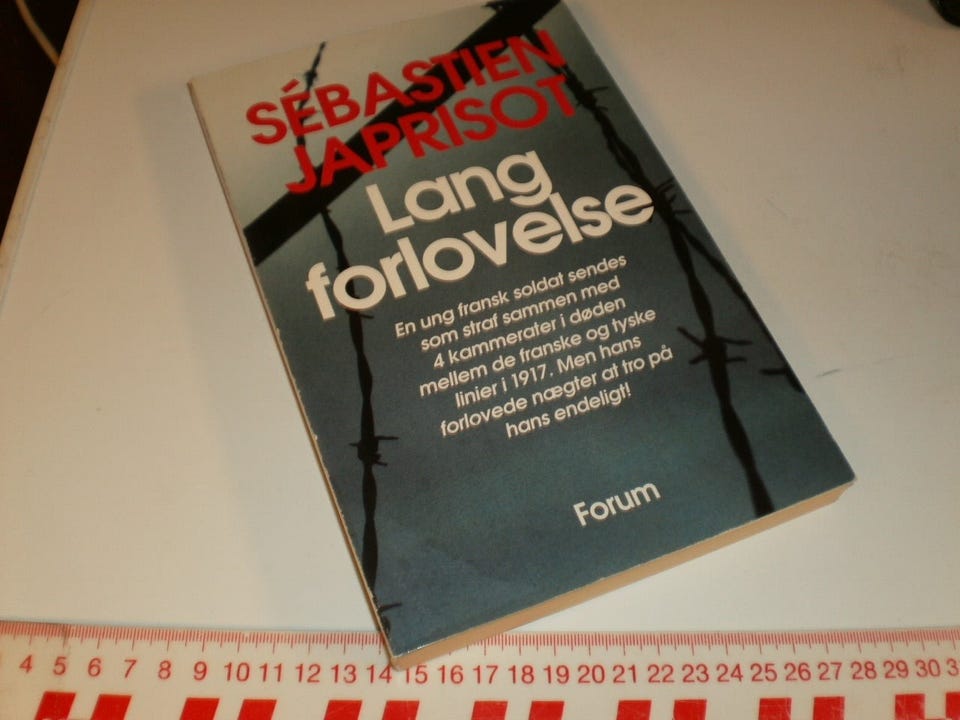 SÉBASTIEN
JAPRISOT
Lang
forlovelse
En ung fransk soldat sendes
som straf sammen med
4 kammerater i døden
mellem de franske og tyske
linier i 1917. Men hans
forlovede nægter at tro på
hans endeligt!
Forum
4 5 6 7 8 9 10 11 12 13 14 15 16 17 18 19 20 21 22 23 24 25 26 27 28 29 30 3